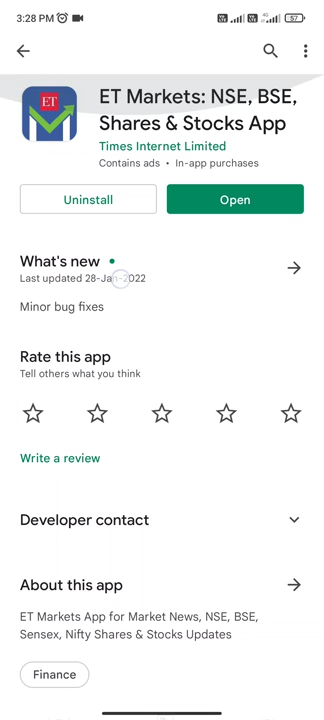 3:28 PM
57
ET Markets: NSE, BSE,
Shares & Stocks App
ET
Times Internet Limited
Contains ads • In-app purchases
Uninstall
Open
What's new •
Last updated 28-Jan-2022
Minor bug fixes
Rate this app
Tell others what you think
Write a review
Developer contact
About this app
ET Markets App for Market News, NSE, BSE,
Sensex, Nifty Shares & Stocks Updates
Finance